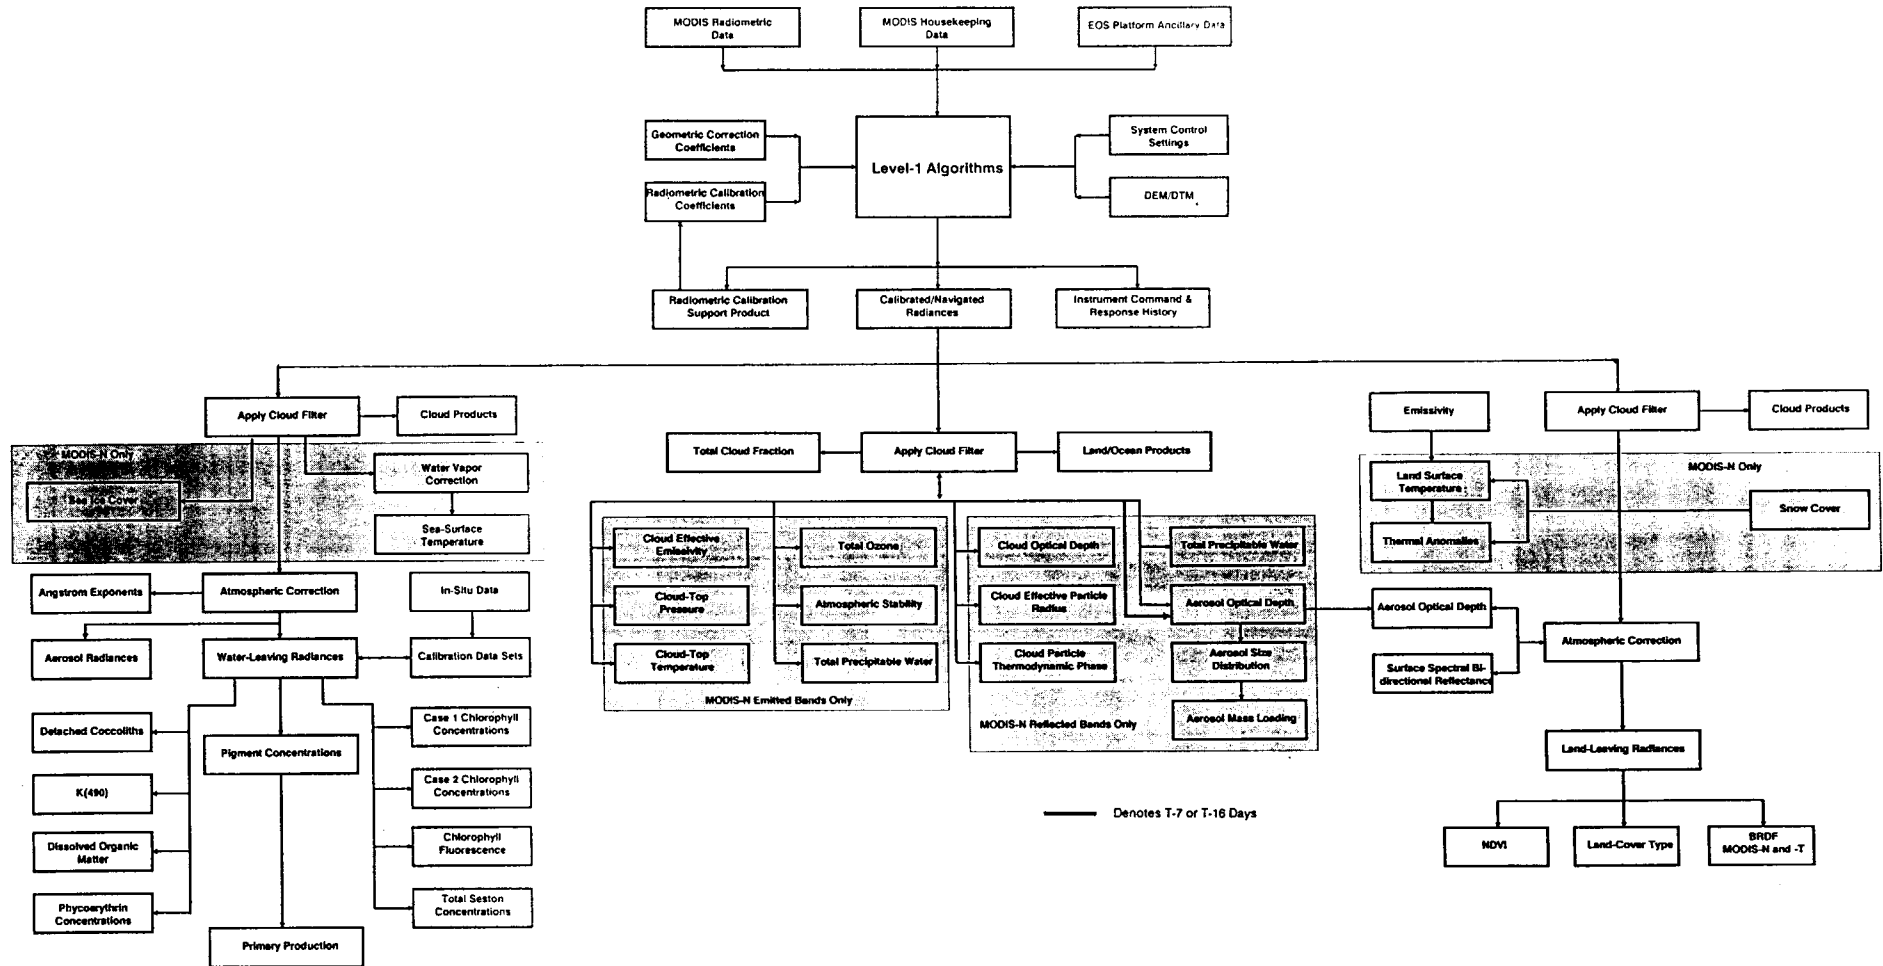 MODIS Radiometric
Data
MODIS Housekeeping
Data
EOS Platform Ancillary Data
Geometric Correction
Coefficients
Radiometric Calibration
Coefficients
Level-1 Algorithms
System Control
Settings
DEM/DTM
Radiometric Calibration
Support Product
Calibrated/Navigated
Radiances
Instrument Command &
Response History
Apply Cloud Filter
Cloud Products
MODIS-N Only
Sea Ice Cover
Water Vapor
Correction
Sea-Surface
Temperature
Angstrom Exponents
Atmospheric Correction
In-Situ Data
Aerosol Radiances
Water-Leaving Radiances
Calibration Data Sets
Detached Coccoliths
K(490)
Dissolved Organic
Matter
Phycoerythrin
Concentrations
Pigment Concentrations
Primary Production
Case 1 Chlorophyll
Concentrations
Case 2 Chlorophyll
Concentrations
Chlorophyll
Fluorescence
Total Seston
Concentrations
Total Cloud Fraction
Apply Cloud Filter
Land/Ocean Products
Cloud Effective
Emissivity
Cloud-Top
Pressure
Cloud-Top
Temperature
Total Ozone
Atmospheric Stability
Total Precipitable Water
MODIS-N Emitted Bands Only
Cloud Optical Depth
Cloud Effective Particle
Radius
Cloud Particle
Thermodynamic Phase
Total Precipitable Water
Aerosol Optical Depth
Aerosol Size
Distribution
Aerosol Mass Loading
MODIS-N Reflected Bands Only
Denotes T-7 or T-16 Days
Emissivity
Apply Cloud Filter
Cloud Products
MODIS-N Only
Land Surface
Temperature
Thermal Anomalies
Snow Cover
Aerosol Optical Depth
Surface Spectral Bi-
directional Reflectance
Atmospheric Correction
Land-Leaving Radiances
NDVI
Land-Cover Type
BRDF
MODIS-N and -T